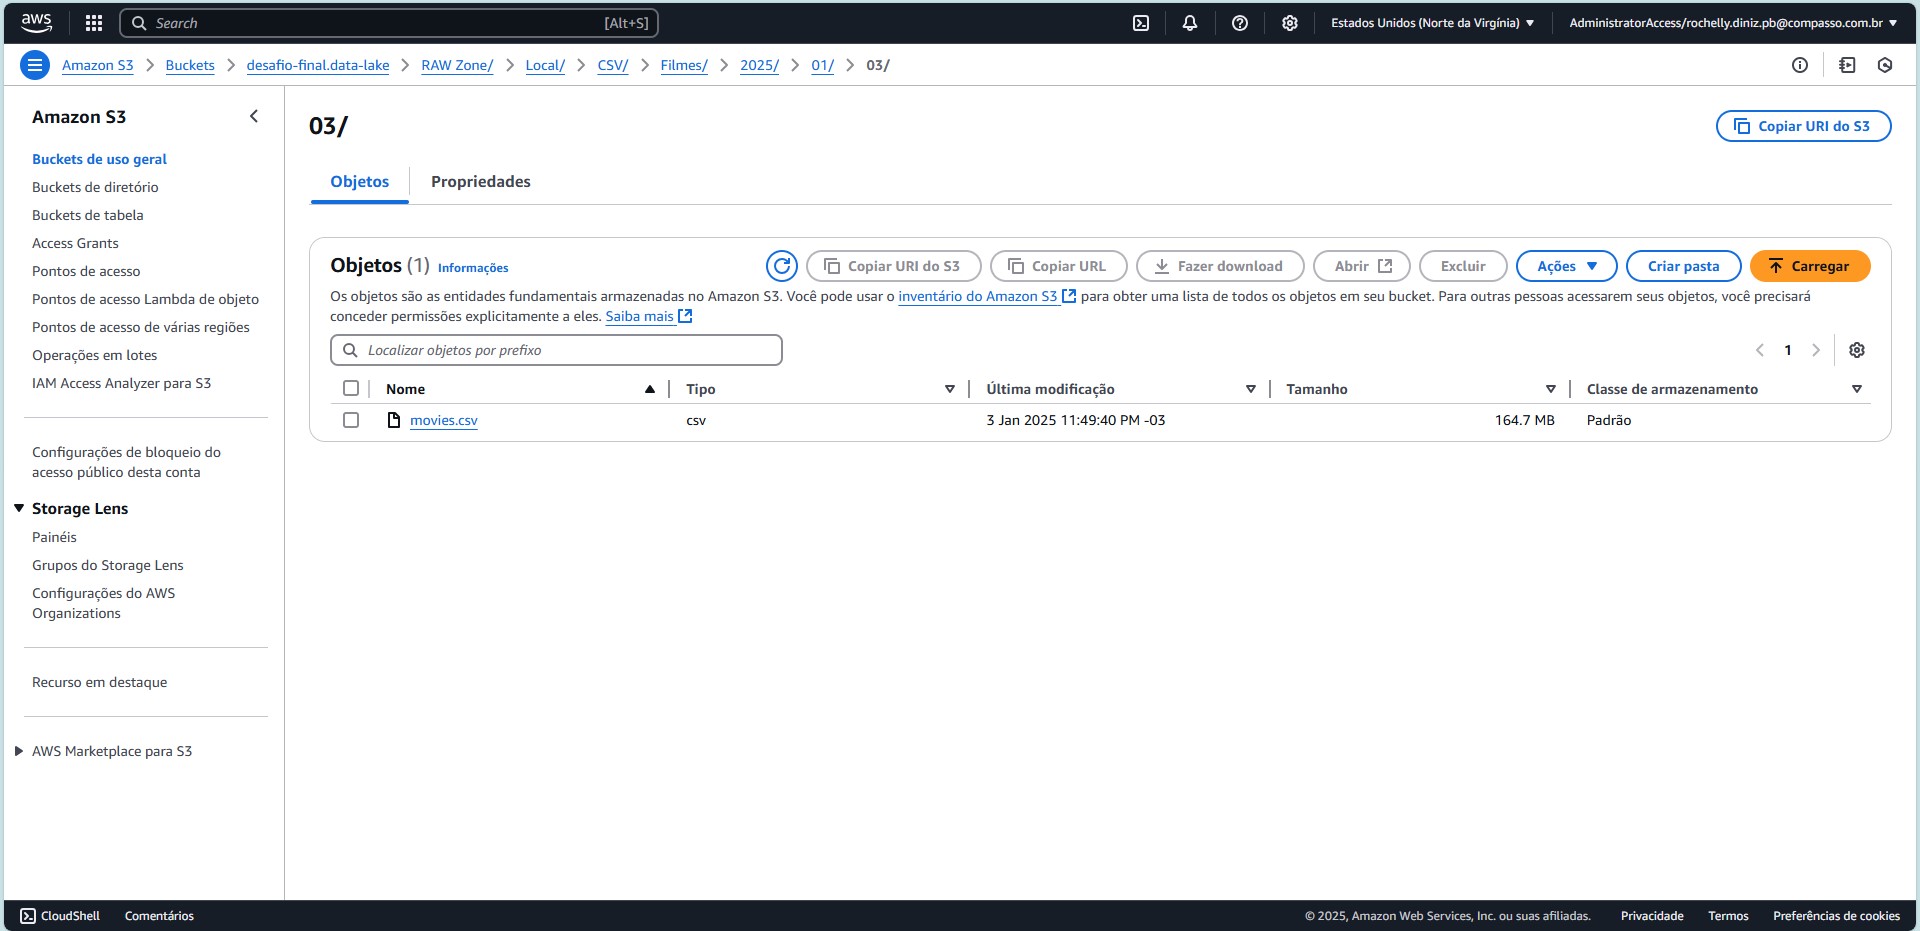 aws
Search [Alt+S]
Estados Unidos (Norte da Virgínia)
AdministratorAccess/rochelly.diniz.pb@compasso.com.br
Amazon S3 Buckets desafio-final.data-lake RAW Zone/ Local/ CSV/ Filmes/ 2025/ 01/ 03/
Amazon S3
Buckets de uso geral
Buckets de diretório
Buckets de tabela
Access Grants
Pontos de acesso
Pontos de acesso Lambda de objeto
Pontos de acesso de várias regiões
Operações em lotes
IAM Access Analyzer para S3
Configurações de bloqueio do
acesso público desta conta
Storage Lens
Painéis
Grupos do Storage Lens
Configurações do AWS
Organizations
Recurso em destaque
AWS Marketplace para S3
03/
Copiar URI do S3
Objetos Propriedades
Objetos (1) Informações
Copiar URI do S3 Copiar URL Fazer download Abrir Excluir Ações Criar pasta Carregar
Os objetos são as entidades fundamentais armazenadas no Amazon S3. Você pode usar o inventário do Amazon S3 para obter uma lista de todos os objetos em seu bucket. Para outras pessoas acessarem seus objetos, você precisará
conceder permissões explicitamente a eles. Saiba mais
Localizar objetos por prefixo
1
Nome Tipo Última modificação Tamanho Classe de armazenamento
movies.csv csv 3 Jan 2025 11:49:40 PM -03 164.7 MB Padrão
CloudShell Comentários
© 2025, Amazon Web Services, Inc. ou suas afiliadas. Privacidade Termos Preferências de cookies